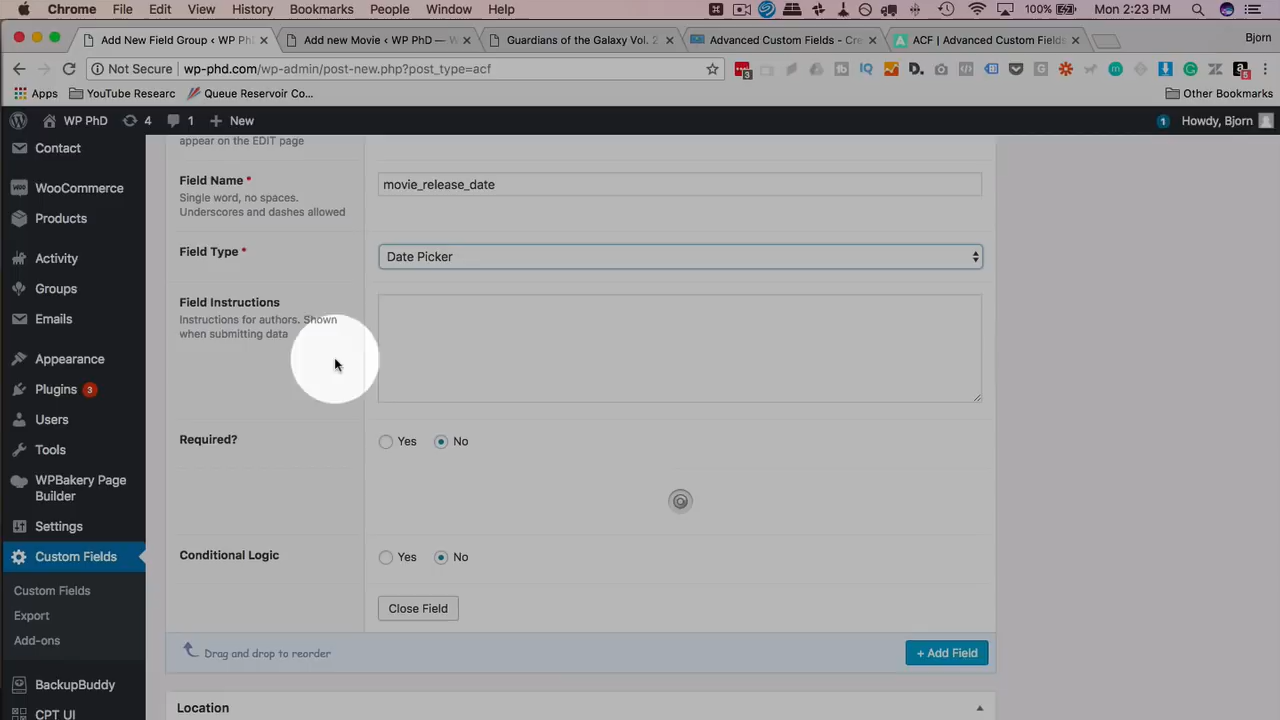 Chrome File Edit View History Bookmarks People Window Help 100% Mon 2:23 PM
Add New Field Group ‹ WP PhD
Add new Movie ‹ WP PhD — W
Guardians of the Galaxy Vol. 2
Advanced Custom Fields - Cre
ACF | Advanced Custom Fields
Bjorn
Not Secure wp-phd.com/wp-admin/post-new.php?post_type=acf
Apps YouTube Researc Queue Reservoir Co... Other Bookmarks
WP PhD 4 1 New 1 Howdy, Bjorn
Contact
WooCommerce
Products
Activity
Groups
Emails
Appearance
Plugins 3
Users
Tools
WPBakery Page
Builder
Settings
Custom Fields
Custom Fields
Export
Add-ons
BackupBuddy
CPT UI
appear on the EDIT page
Field Name *
Single word, no spaces.
Underscores and dashes allowed
movie_release_date
Field Type *
Date Picker
Field Instructions
Instructions for authors. Shown
when submitting data
Required?
Yes No
Conditional Logic
Yes No
Close Field
Drag and drop to reorder
+ Add Field
Location